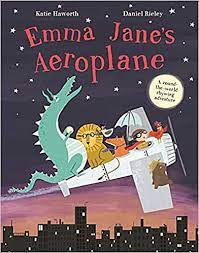 Katie Haworth
Daniel Rieley
Emma Jane's
Aeroplane
A round-
the-world
rhyming
adventure